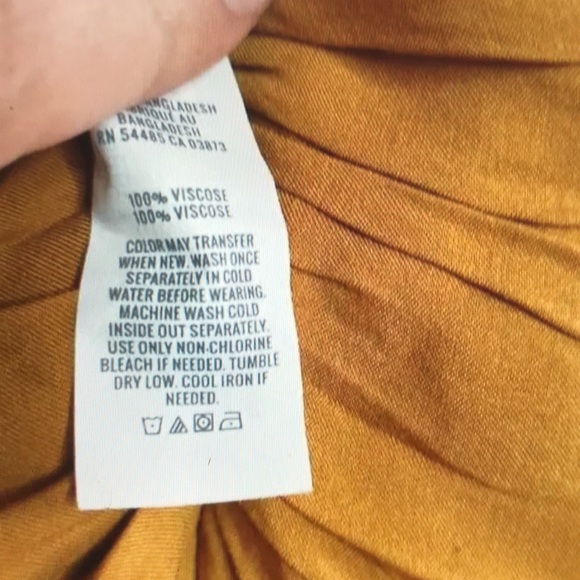 BANGLADESH
FABRIQUÉ AU
BANGLADESH
RN 54485 CA 03873
100% VISCOSE
100% VISCOSE
COLOR MAY TRANSFER
WHEN NEW. WASH ONCE
SEPARATELY IN COLD
WATER BEFORE WEARING.
MACHINE WASH COLD
INSIDE OUT SEPARATELY.
USE ONLY NON-CHLORINE
BLEACH IF NEEDED. TUMBLE
DRY LOW. COOL IRON IF
NEEDED.